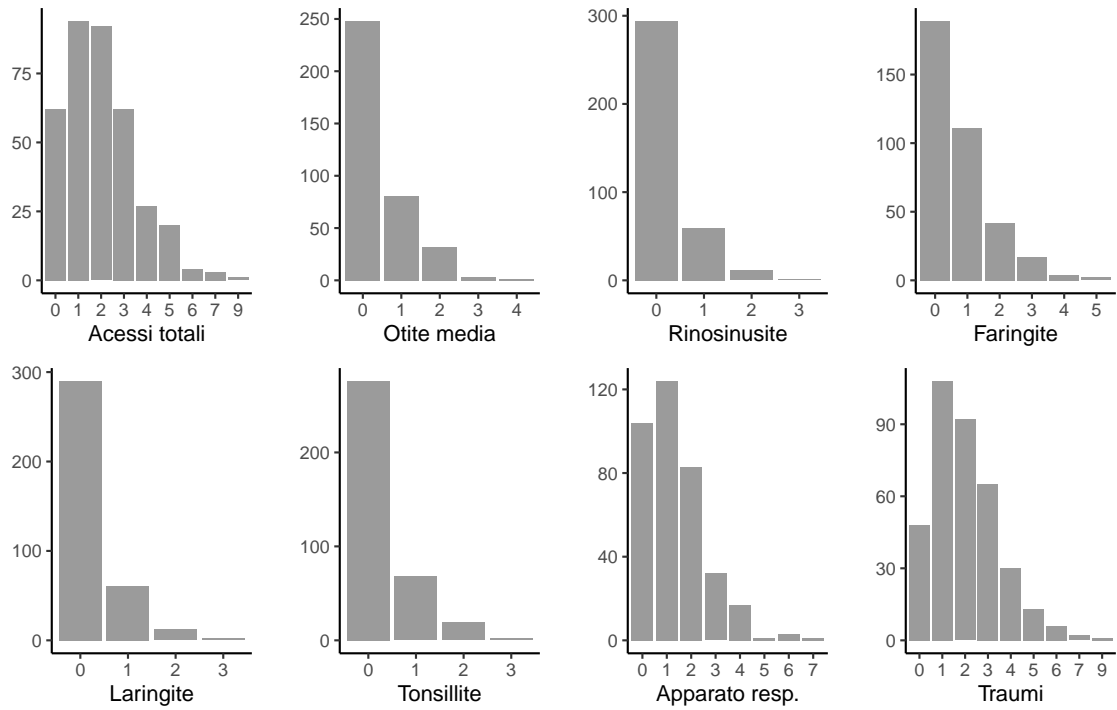 75
50
25
0
0 1 2 3 4 5 6 7 9
Acessi totali
250
200
150
100
50
0
0 1 2 3 4
Otite media
300
200
100
0
0 1 2 3
Rinosinusite
150
100
50
0
0 1 2 3 4 5
Faringite
300
200
100
0
0 1 2 3
Laringite
200
100
0
0 1 2 3
Tonsillite
120
80
40
0
0 1 2 3 4 5 6 7
Apparato resp.
90
60
30
0
0 1 2 3 4 5 6 7 9
Traumi